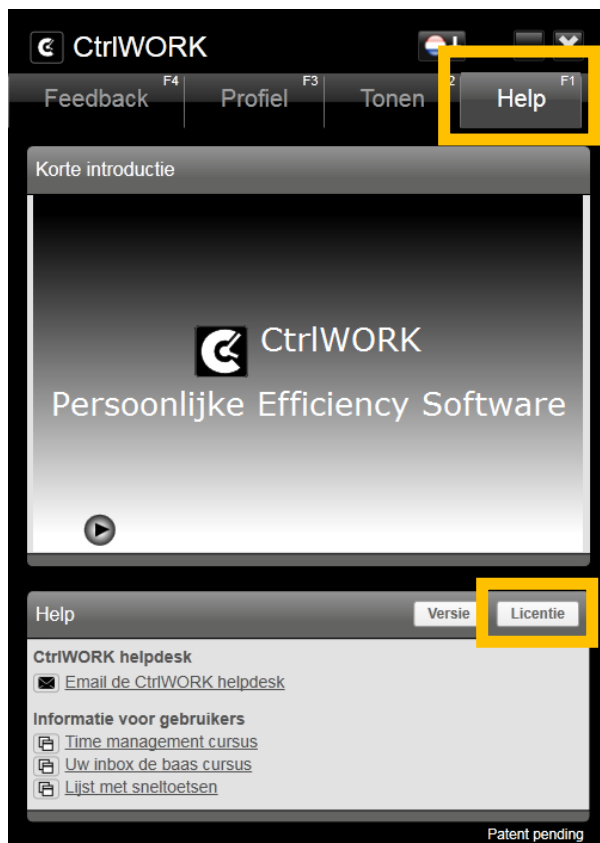 CtrlWORK
Feedback F4 Profiel F3 Tonen 2 Help F1
Korte introductie
CtrlWORK
Persoonlijke Efficiency Software
Help Versie Licentie
CtrlWORK helpdesk
Email de CtrlWORK helpdesk
Informatie voor gebruikers
Time management cursus
Uw inbox de baas cursus
Lijst met sneltoetsen
Patent pending